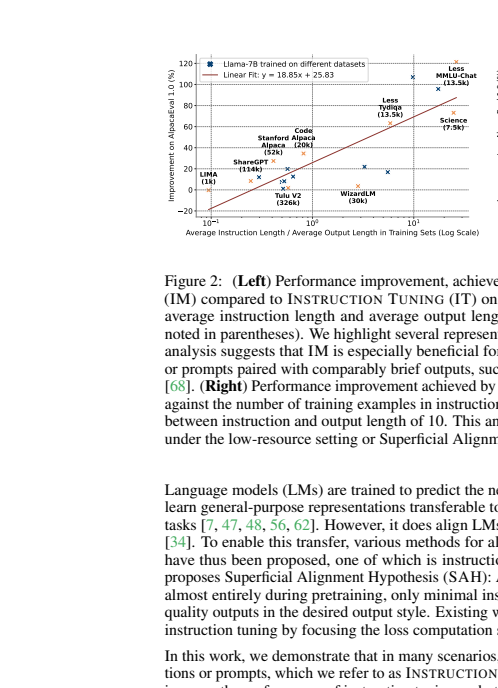 Improvement on AlpacaEval 1.0 (%)
120
100
80
60
40
20
0
−20
Llama-7B trained on different datasets
Linear Fit: y = 18.85x + 25.83
Less
MMLU-Chat
(13.5k)
Less
Tydiqa
(13.5k)
Science
(7.5k)
Code
Alpaca
(20k)
Stanford
Alpaca
(52k)
ShareGPT
(114k)
LIMA
(1k)
Tulu V2
(326k)
WizardLM
(30k)
10⁻¹
10⁰
10¹
Average Instruction Length / Average Output Length in Training Sets (Log Scale)
Figure 2: (Left) Performance improvement, achieve
(IM) compared to INSTRUCTION TUNING (IT) on
average instruction length and average output leng
noted in parentheses). We highlight several represen
analysis suggests that IM is especially beneficial fo
or prompts paired with comparably brief outputs, suc
[68]. (Right) Performance improvement achieved by
against the number of training examples in instruction
between instruction and output length of 10. This an
under the low-resource setting or Superficial Alignm
Language models (LMs) are trained to predict the ne
learn general-purpose representations transferable to
tasks [7, 47, 48, 56, 62]. However, it does align LMs
[34]. To enable this transfer, various methods for al
have thus been proposed, one of which is instructio
proposes Superficial Alignment Hypothesis (SAH): A
almost entirely during pretraining, only minimal ins
quality outputs in the desired output style. Existing w
instruction tuning by focusing the loss computation s
In this work, we demonstrate that in many scenarios,
tions or prompts, which we refer to as INSTRUCTION